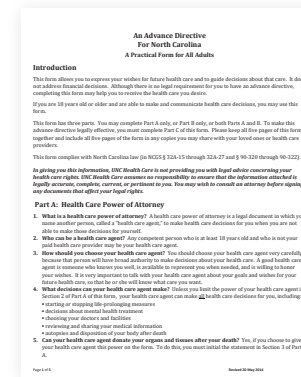 An Advance Directive
For North Carolina
A Practical Form for All Adults
Introduction
This form allows you to express your wishes for future health care and to guide decisions about that care. It does
not address financial decisions. Although there is no legal requirement for you to have an advance directive,
completing this form may help you to receive the health care you desire.
If you are 18 years old or older and are able to make and communicate health care decisions, you may use this
form.
This form has three parts. You may complete Part A only, or Part B only, or both Parts A and B. To make this
advance directive legally effective, you must complete Part C of this form. Please keep all five pages of this form
together and include all five pages of this form in any copies you may share with your loved ones or health care
providers.
This form complies with North Carolina law (in NCGS § 32A-15 through 32A-27 and § 90-320 through 90-322).
In giving you this information, UNC Health Care is not providing you with legal advice concerning your
health care rights. UNC Health Care assumes no responsibility to ensure that the information attached is
legally accurate, complete, current, or pertinent to you. You may wish to consult an attorney before signing
any documents that affect your legal rights.
Part A: Health Care Power of Attorney
1. What is a health care power of attorney? A health care power of attorney is a legal document in which you
name another person, called a "health care agent," to make health care decisions for you when you are not
able to make those decisions for yourself.
2. Who can be a health care agent? Any competent person who is at least 18 years old and who is not your
paid health care provider may be your health care agent.
3. How should you choose your health care agent? You should choose your health care agent very carefully,
because that person will have broad authority to make decisions about your health care. A good health care
agent is someone who knows you well, is available to represent you when needed, and is willing to honor
your wishes. It is very important to talk with your health care agent about your goals and wishes for your
future health care, so that he or she will know what care you want.
4. What decisions can your health care agent make? Unless you limit the power of your health care agent in
Section 2 of Part A of this form, your health care agent can make all health care decisions for you, including:
• starting or stopping life-prolonging measures
• decisions about mental health treatment
• choosing your doctors and facilities
• reviewing and sharing your medical information
• autopsies and disposition of your body after death
5. Can your health care agent donate your organs and tissues after your death? Yes, if you choose to give
your health care agent this power on the form. To do this, you must initial the statement in Section 3 of Part
A.
Page 1 of 5
Revised 20 May 2014